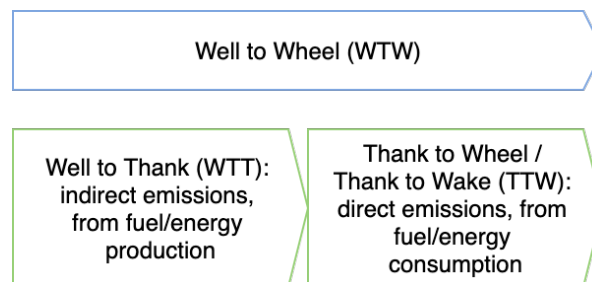 Well to Wheel (WTW)
Well to Thank (WTT):
indirect emissions,
from fuel/energy
production
Thank to Wheel /
Thank to Wake (TTW):
direct emissions, from
fuel/energy
consumption